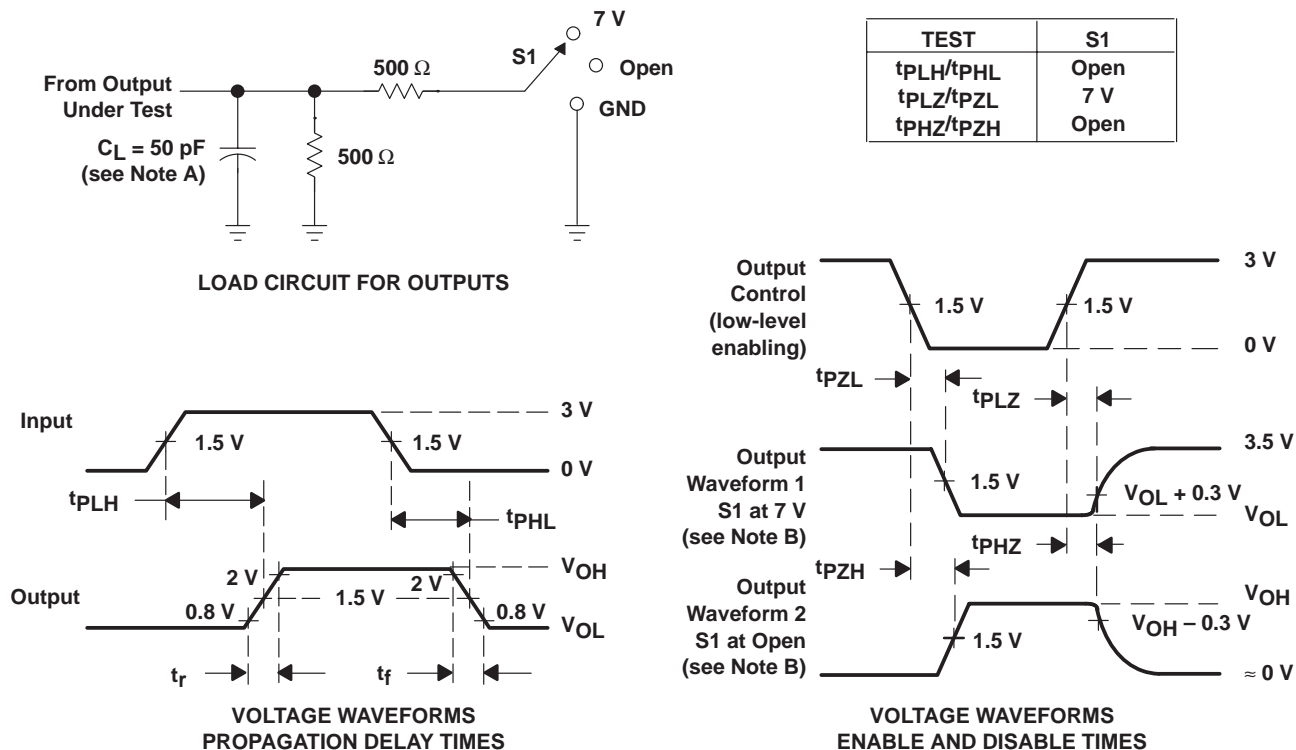 7 V
S1
Open
GND
500 Ω
From Output
Under Test
CL = 50 pF
(see Note A)
500 Ω
LOAD CIRCUIT FOR OUTPUTS
TEST S1
tPLH/tPHL Open
tPLZ/tPZL 7 V
tPHZ/tPZH Open
Input
3 V
1.5 V
1.5 V
0 V
tPLH
tPHL
Output
VOH
2 V
2 V
1.5 V
0.8 V
0.8 V
VOL
tr
tf
VOLTAGE WAVEFORMS
PROPAGATION DELAY TIMES
Output
Control
(low-level
enabling)
3 V
1.5 V
1.5 V
0 V
tPZL
tPLZ
Output
Waveform 1
S1 at 7 V
(see Note B)
3.5 V
1.5 V
VOL + 0.3 V
VOL
tPHZ
tPZH
Output
Waveform 2
S1 at Open
(see Note B)
VOH
VOH – 0.3 V
1.5 V
≈ 0 V
VOLTAGE WAVEFORMS
ENABLE AND DISABLE TIMES